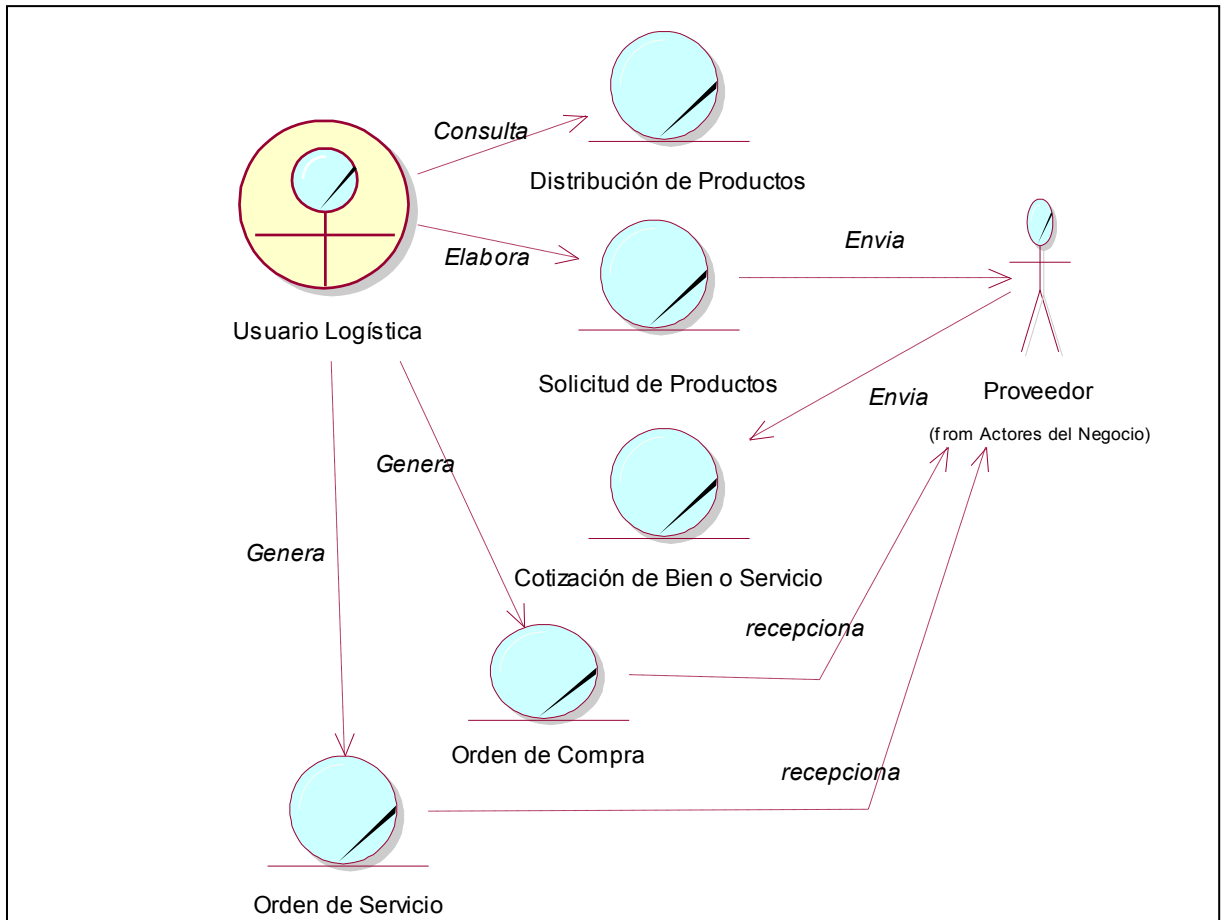 Consulta
Distribución de Productos
Elabora
Envia
Usuario Logística
Solicitud de Productos
Envia
Proveedor
(from Actores del Negocio)
Genera
Genera
Cotización de Bien o Servicio
recepciona
Orden de Compra
recepciona
Orden de Servicio